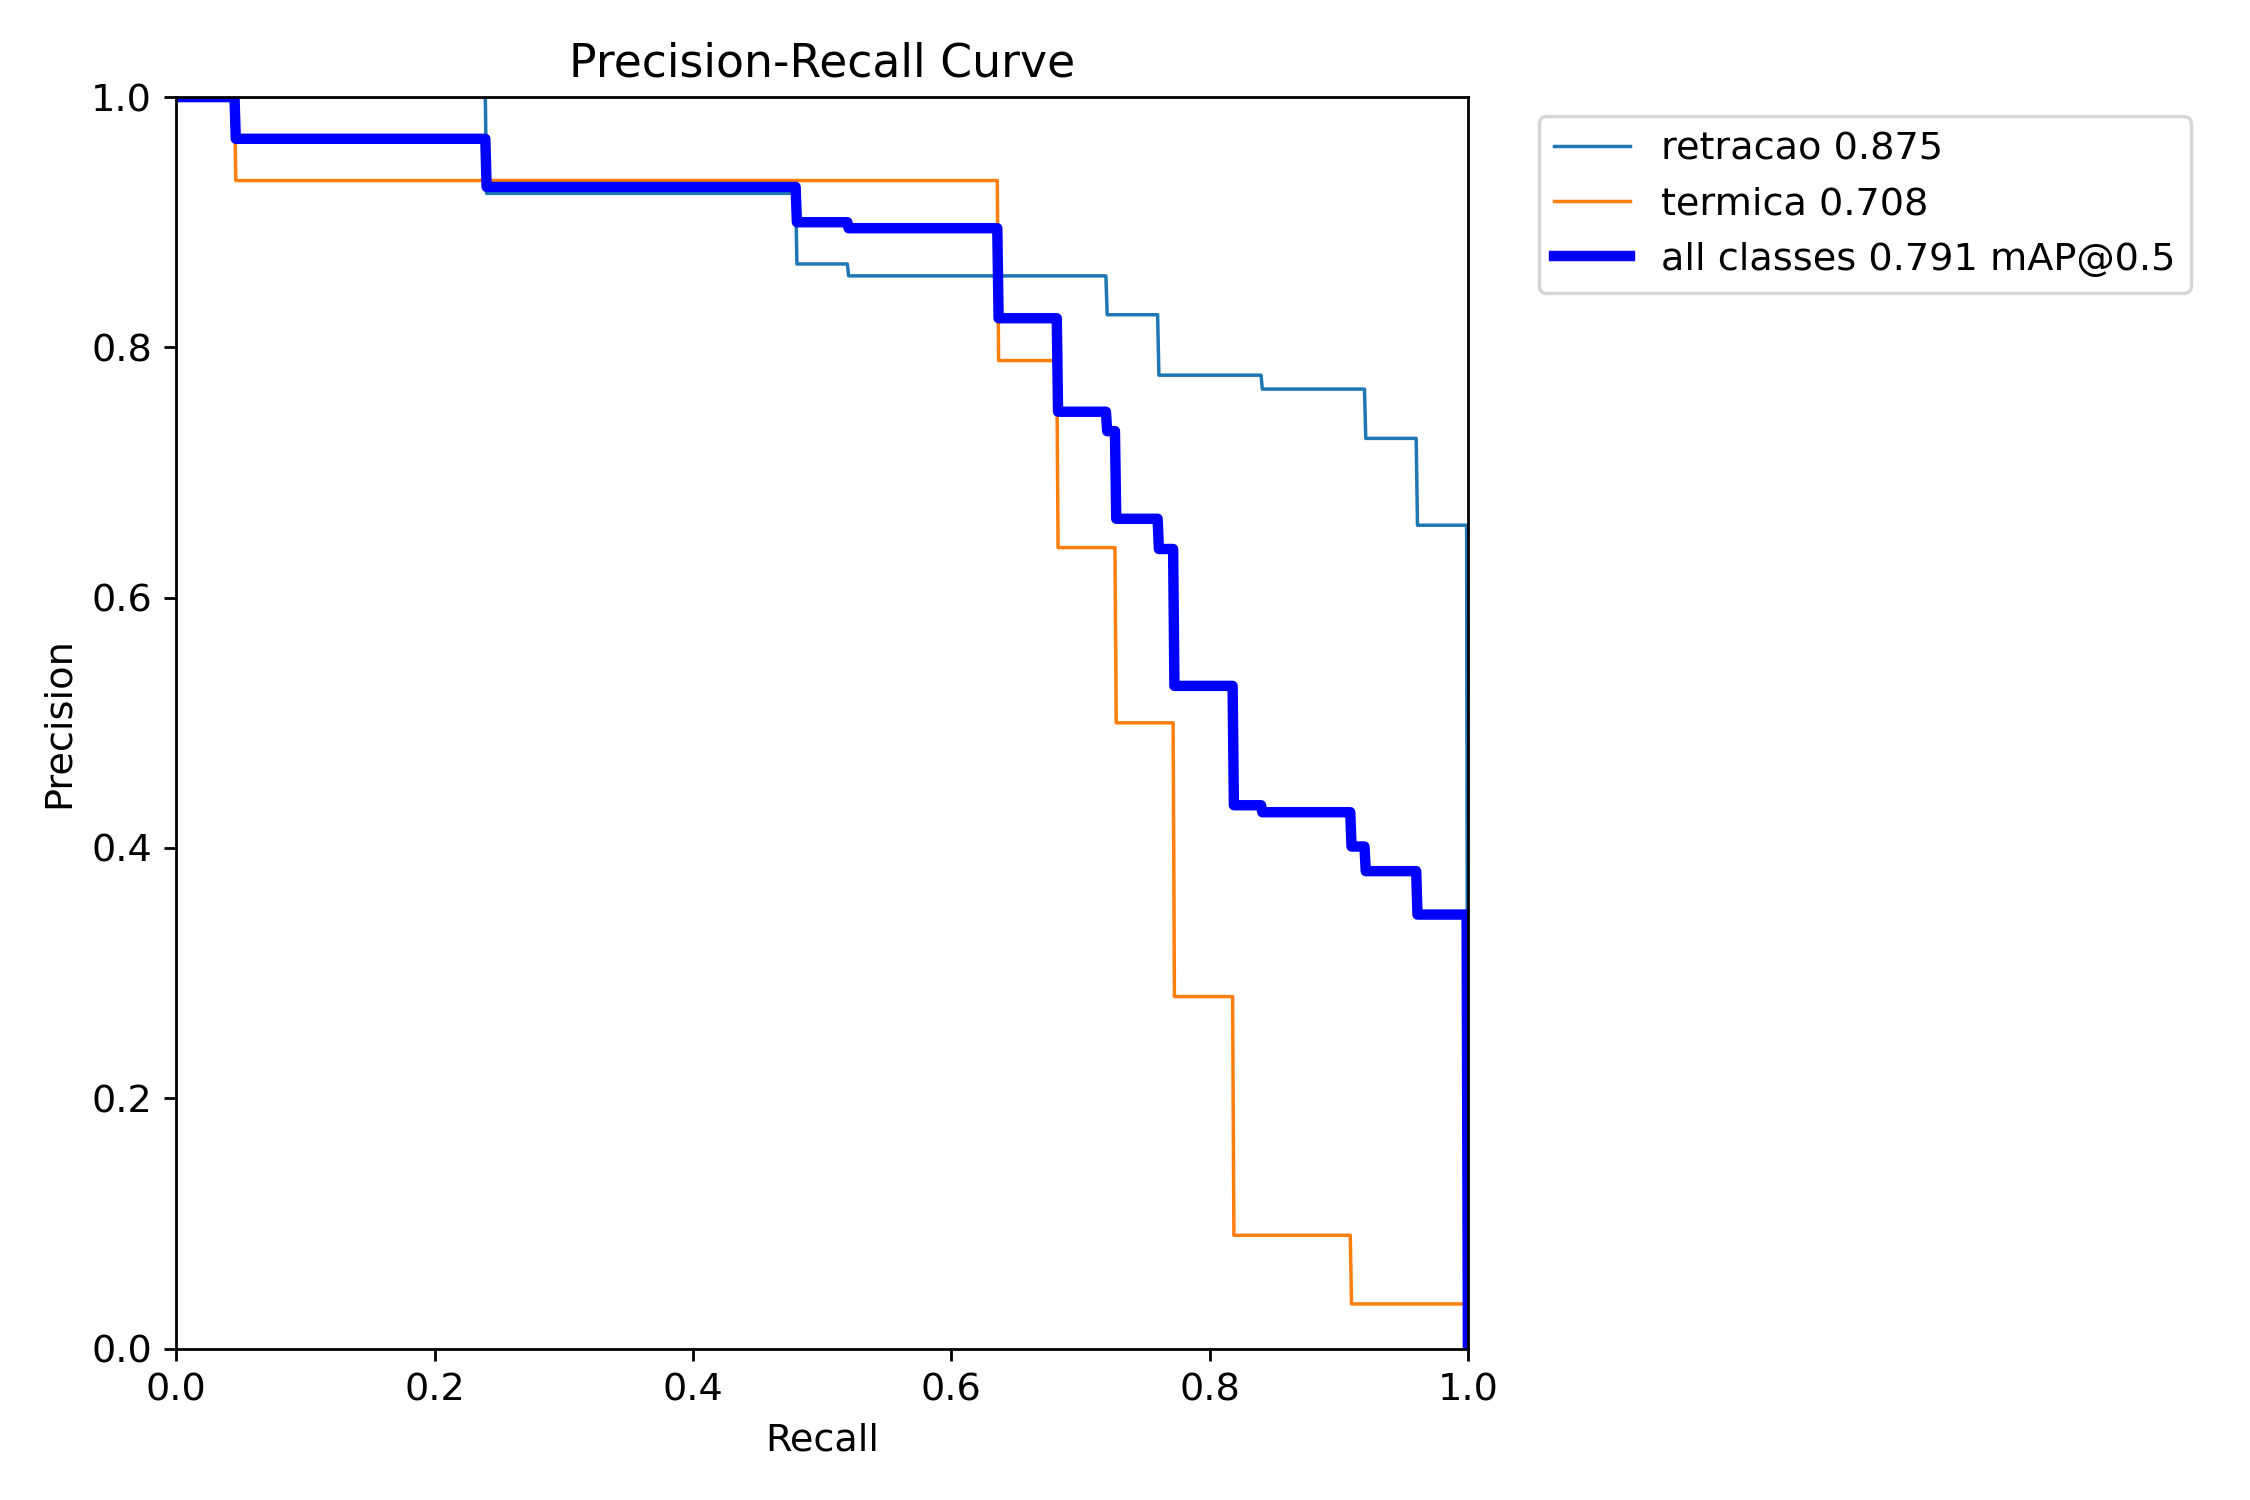 Precision-Recall Curve
1.0
0.8
0.6
0.4
0.2
0.0
Precision
0.0 0.2 0.4 0.6 0.8 1.0
Recall
retracao 0.875
termica 0.708
all classes 0.791 mAP@0.5